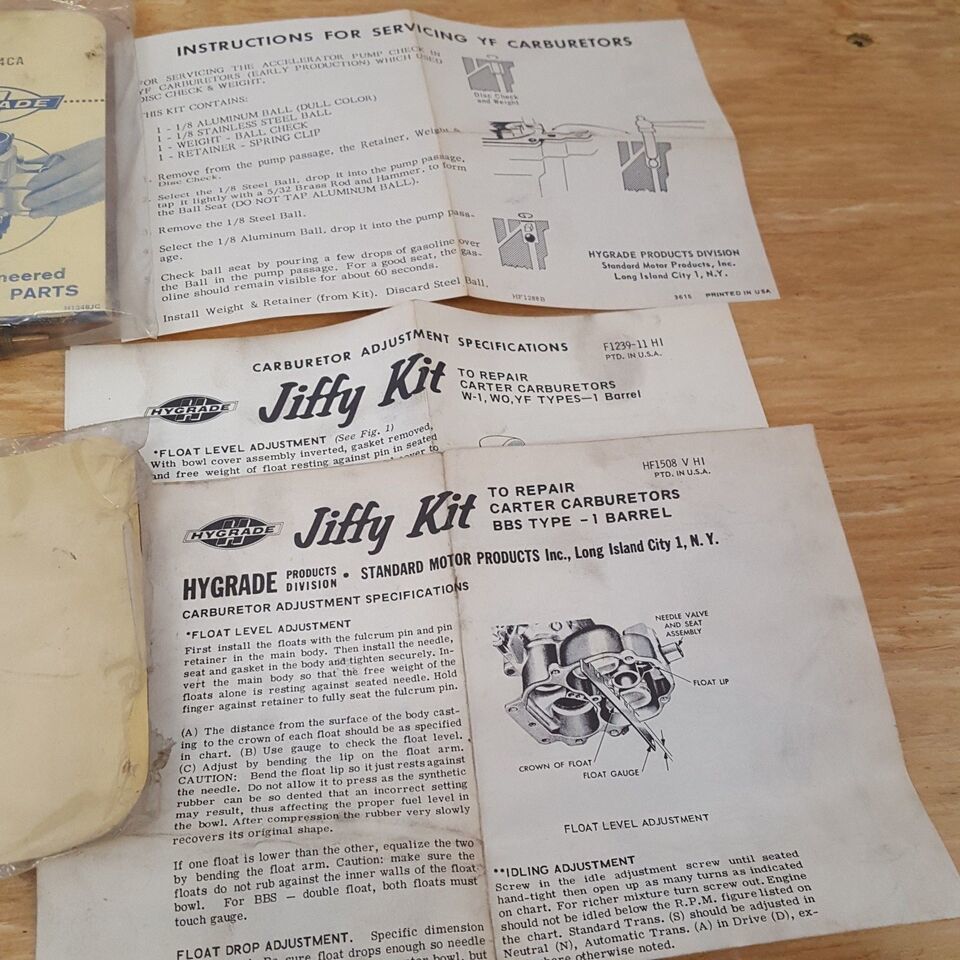 4CA
INSTRUCTIONS FOR SERVICING YF CARBURETORS
FOR SERVICING THE ACCELERATOR PUMP CHECK IN
YF CARBURETORS (EARLY PRODUCTION) WHICH USED
DISC CHECK & WEIGHT.
THIS KIT CONTAINS:
1 - 1/8 ALUMINUM BALL (DULL COLOR)
1 - 1/8 STAINLESS STEEL BALL
1 - WEIGHT - BALL CHECK
1 - RETAINER - SPRING CLIP
Remove from the pump passage, the Retainer, Weight &
Disc Check.
Select the 1/8 Steel Ball, drop it into the pump passage,
tap it lightly with a 5/32 Brass Rod and Hammer, to form
the Ball Seat (DO NOT TAP ALUMINUM BALL).
Remove the 1/8 Steel Ball.
Select the 1/8 Aluminum Ball, drop it into the pump pass-
age.
Check ball seat by pouring a few drops of gasoline over
the Ball in the pump passage. For a good seat, the gas-
oline should remain visible for about 60 seconds.
Install Weight & Retainer (from Kit). Discard Steel Ball.
Disc Check
and Weight
HYGRADE PRODUCTS DIVISION
Standard Motor Products, Inc.
Long Island City 1, N.Y.
HF1288B
3615 PRINTED IN USA
neered
PARTS
H1348JC
CARBURETOR ADJUSTMENT SPECIFICATIONS
F1239-11 HI
PTD. IN U.S.A.
HYGRADE
Jiffy Kit
TO REPAIR
CARTER CARBURETORS
W-1, WO, YF TYPES—1 Barrel
*FLOAT LEVEL ADJUSTMENT (See Fig. 1)
With bowl cover assembly inverted, gasket removed,
and free weight of float resting against pin in seated
HF1508 V HI
PTD. IN U.S.A.
HYGRADE
Jiffy Kit
TO REPAIR
CARTER CARBURETORS
BBS TYPE - 1 BARREL
HYGRADE PRODUCTS DIVISION • STANDARD MOTOR PRODUCTS Inc., Long Island City 1, N. Y.
CARBURETOR ADJUSTMENT SPECIFICATIONS
*FLOAT LEVEL ADJUSTMENT
First install the floats with the fulcrum pin and pin
retainer in the main body. Then install the needle,
seat and gasket in the body and tighten securely. In-
vert the main body so that the free weight of the
floats alone is resting against seated needle. Hold
finger against retainer to fully seat the fulcrum pin.
(A) The distance from the surface of the body cast-
ing to the crown of each float should be as specified
in chart. (B) Use gauge to check the float level.
(C) Adjust by bending the lip on the float arm.
CAUTION: Bend the float lip so it just rests against
the needle. Do not allow it to press as the synthetic
rubber can be so dented that an incorrect setting
may result, thus affecting the proper fuel level in
the bowl. After compression the rubber very slowly
recovers its original shape.
If one float is lower than the other, equalize the two
by bending the float arm. Caution: make sure the
floats do not rub against the inner walls of the float
bowl. For BBS — double float, both floats must
touch gauge.
FLOAT DROP ADJUSTMENT. Specific dimension
sure float drops enough so needle
bowl, but
NEEDLE VALVE
AND SEAT
ASSEMBLY
FLOAT LIP
CROWN OF FLOAT
FLOAT GAUGE
FLOAT LEVEL ADJUSTMENT
**IDLING ADJUSTMENT
Screw in the idle adjustment screw until seated
hand-tight then open up as many turns as indicated
on chart. For richer mixture turn screw out. Engine
should not be idled below the R.P.M. figure listed on
the chart. Standard Trans. (S) should be adjusted in
Neutral (N), Automatic Trans. (A) in Drive (D), ex-
where otherwise noted.